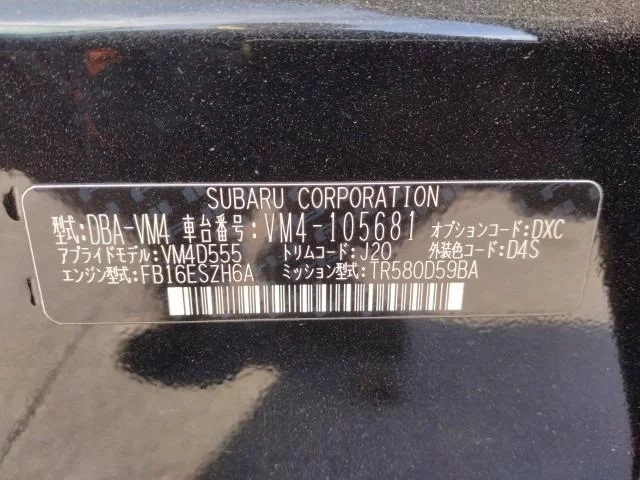 SUBARU CORPORATION
型式:DBA-VM4 車台番号:VM4-105681 オプションコード:DXC
アプライドモデル:VM4D555 トリムコード:J20 外装色コード:D4S
エンジン型式:FB16ESZH6A ミッション型式:TR580D59BA